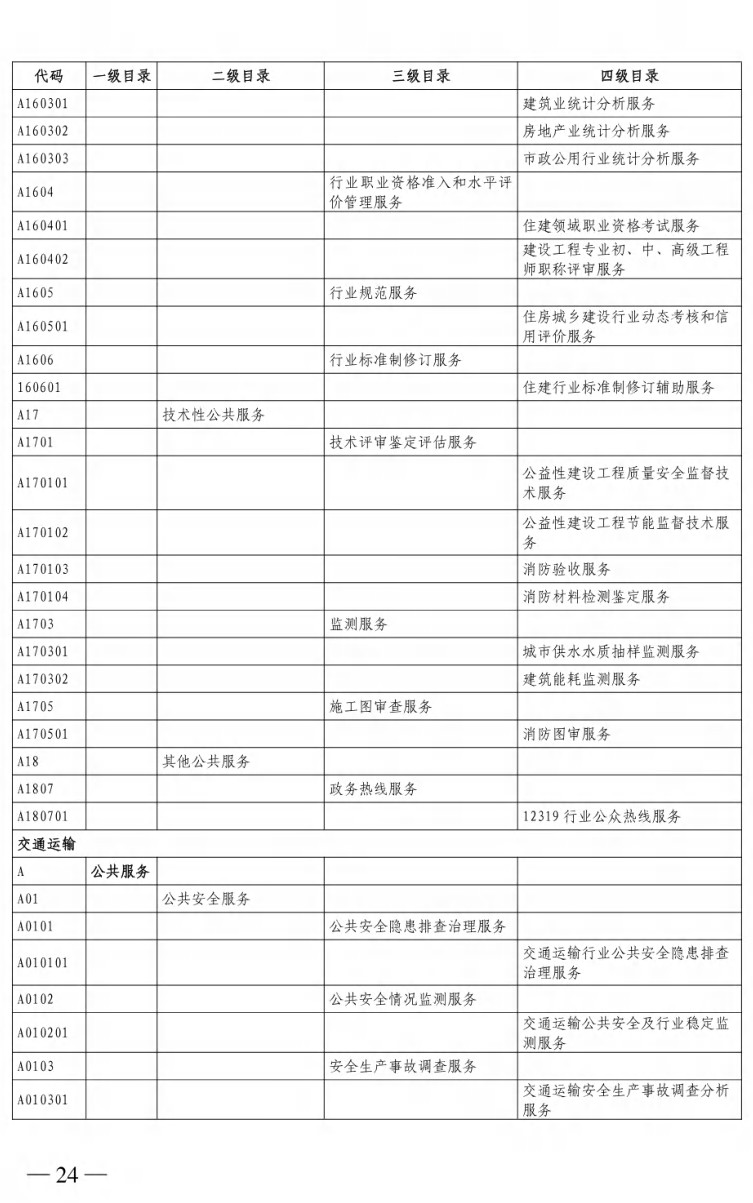 代码 一级目录 二级目录 三级目录 四级目录
A160301 建筑业统计分析服务
A160302 房地产业统计分析服务
A160303 市政公用行业统计分析服务
A1604 行业职业资格准入和水平评
价管理服务
A160401 住建领域职业资格考试服务
A160402 建设工程专业初、中、高级工程
师职称评审服务
A1605 行业规范服务
A160501 住房城乡建设行业动态考核和信
用评价服务
A1606 行业标准制修订服务
160601 住建行业标准制修订辅助服务
A17 技术性公共服务
A1701 技术评审鉴定评估服务
A170101 公益性建设工程质量安全监督技
术服务
A170102 公益性建设工程节能监督技术服
务
A170103 消防验收服务
A170104 消防材料检测鉴定服务
A1703 监测服务
A170301 城市供水水质抽样监测服务
A170302 建筑能耗监测服务
A1705 施工图审查服务
A170501 消防图审服务
A18 其他公共服务
A1807 政务热线服务
A180701 12319 行业公众热线服务
交通运输
A 公共服务
A01 公共安全服务
A0101 公共安全隐患排查治理服务
A010101 交通运输行业公共安全隐患排查
治理服务
A0102 公共安全情况监测服务
A010201 交通运输公共安全及行业稳定监
测服务
A0103 安全生产事故调查服务
A010301 交通运输安全生产事故调查分析
服务
— 24 —